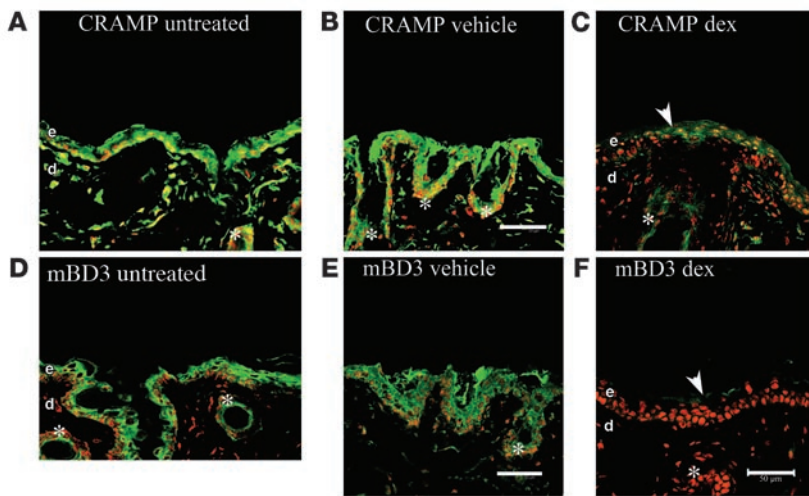 A CRAMP untreated
B CRAMP vehicle
C CRAMP dex
e
d
*
e
d
*
*
*
*
D mBD3 untreated
E mBD3 vehicle
F mBD3 dex
e
d
*
*
*
e
d
*
50 µm